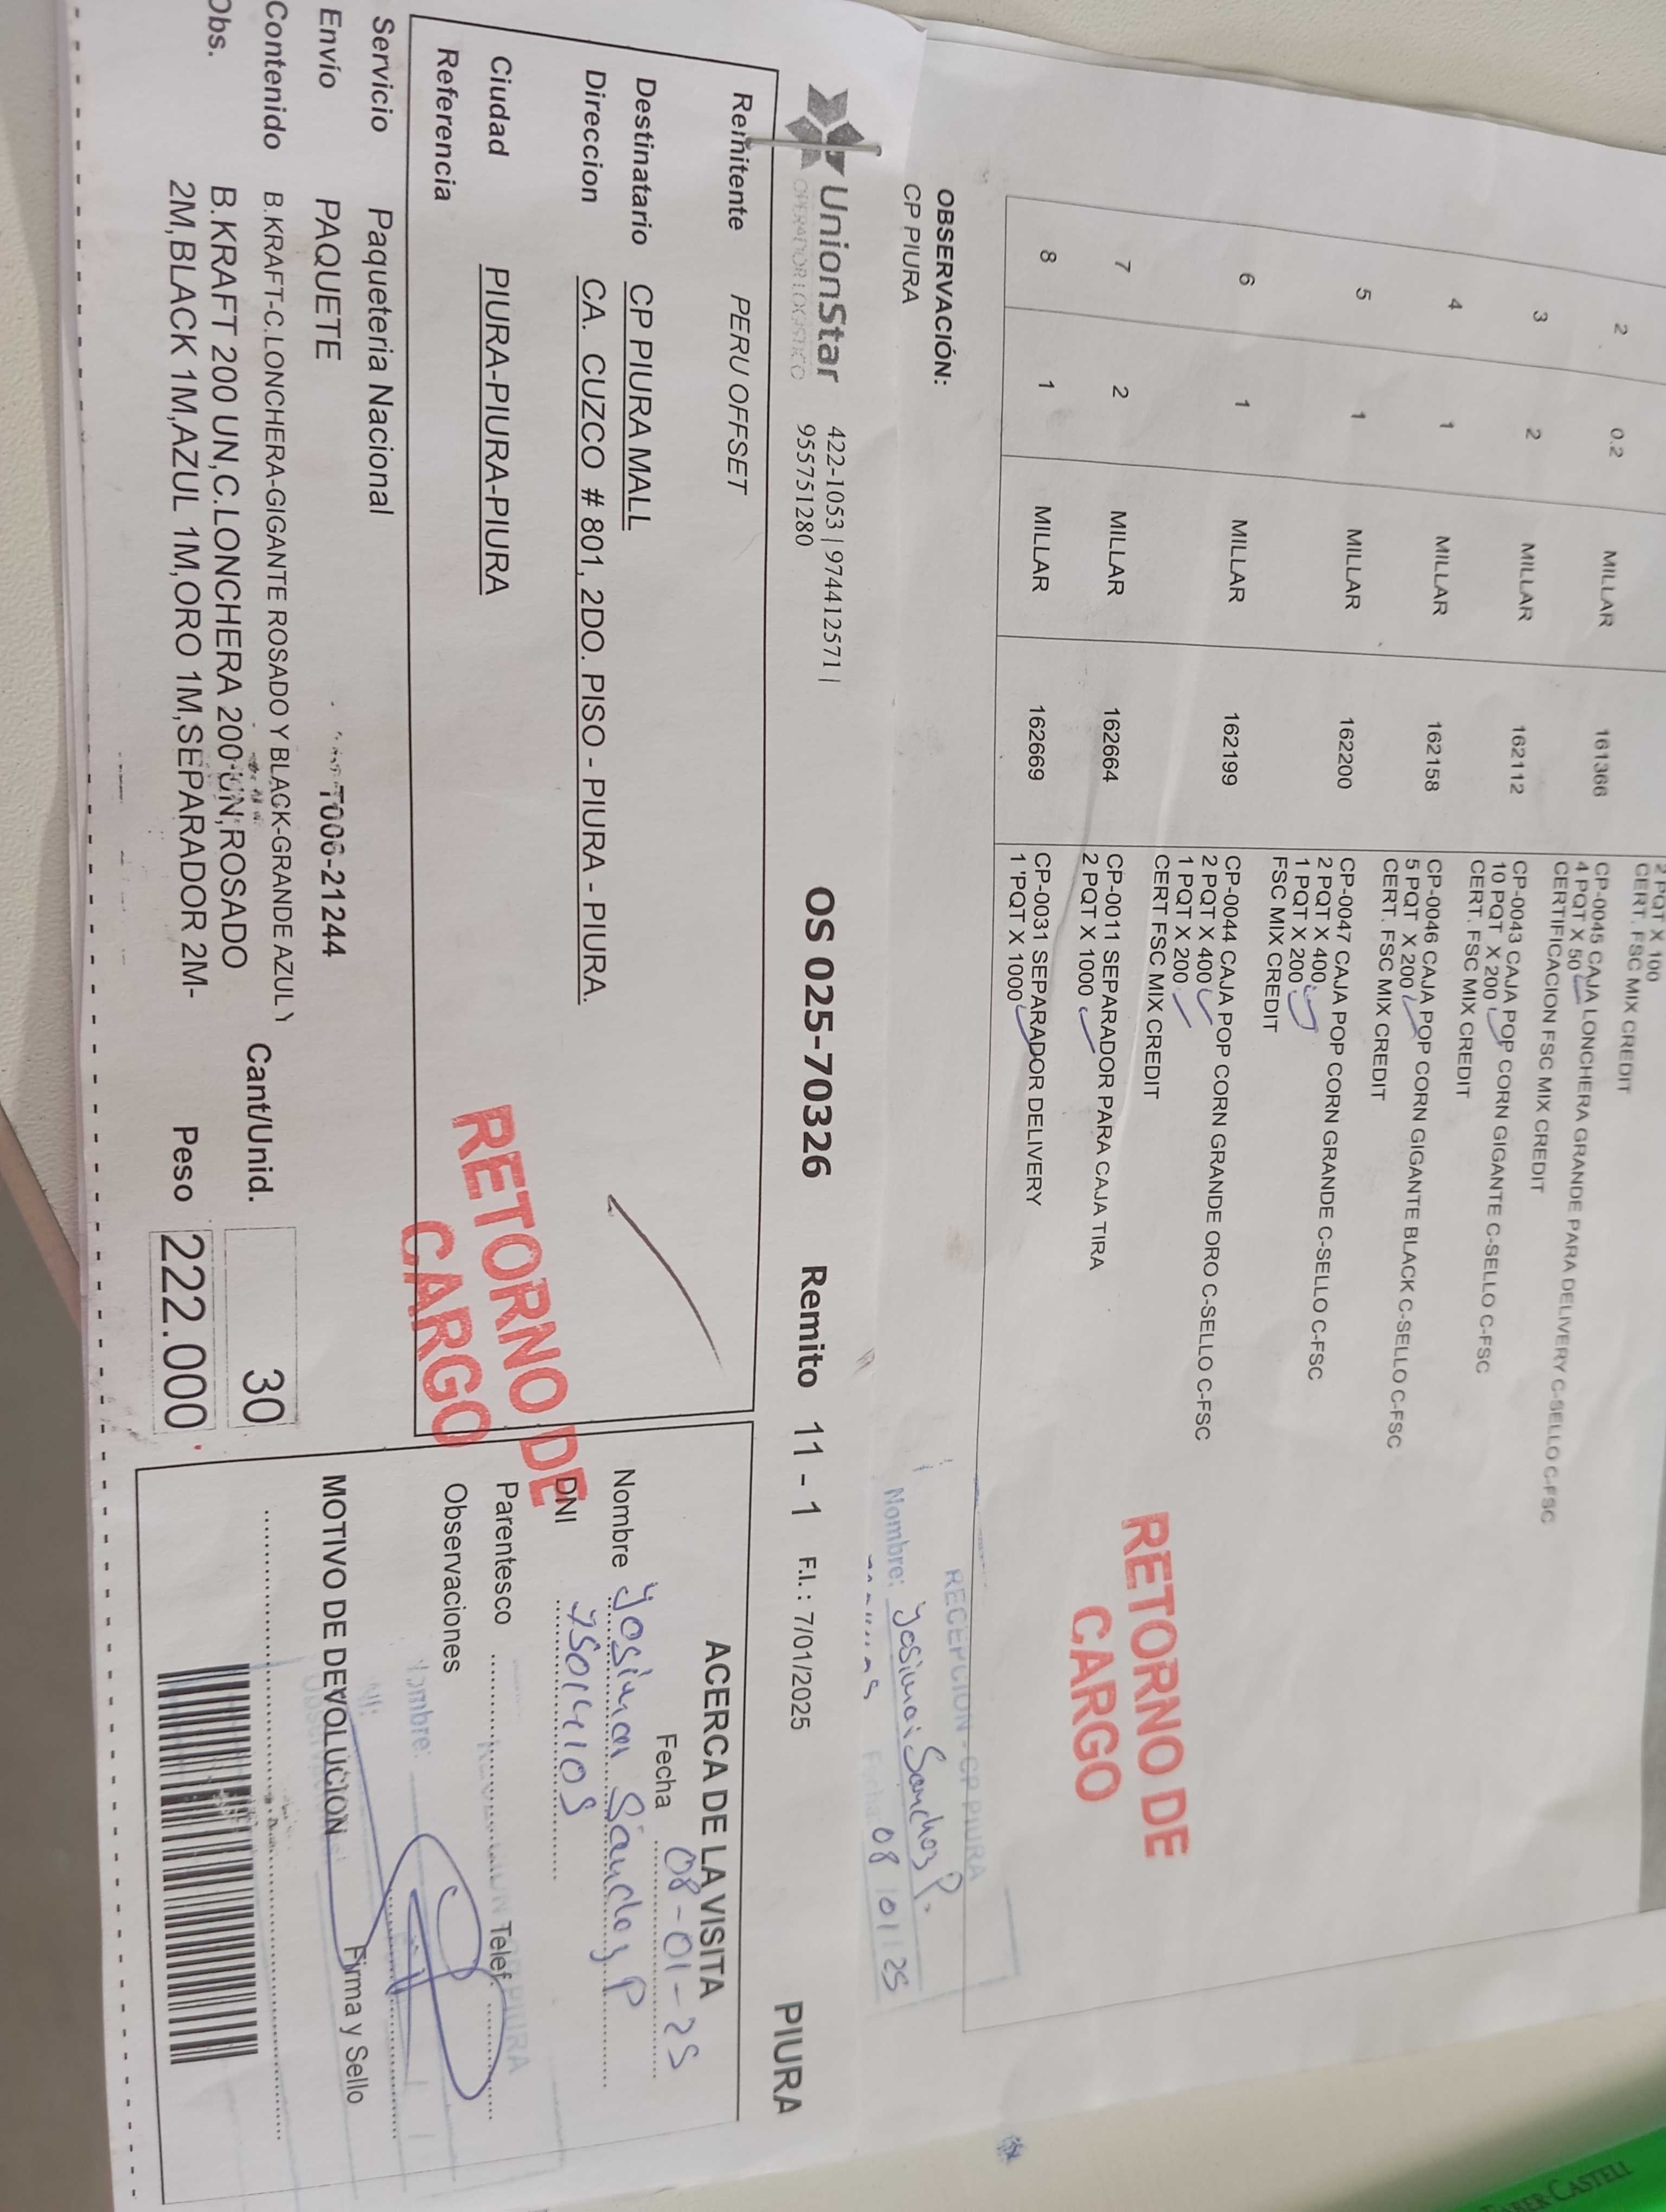 2 PQT X 100
CERT. FSC MIX CREDIT
2 0.2 MILLAR 161366 CP-0045 CAJA LONCHERA GRANDE PARA DELIVERY C-SELLO C-FSC
4 PQT X 50
CERTIFICACION FSC MIX CREDIT
3 2 MILLAR 162112 CP-0043 CAJA POP CORN GIGANTE C-SELLO C-FSC
10 PQT X 200
CERT. FSC MIX CREDIT
4 1 MILLAR 162158 CP-0046 CAJA POP CORN GIGANTE BLACK C-SELLO C-FSC
5 PQT X 200
CERT. FSC MIX CREDIT
5 1 MILLAR 162200 CP-0047 CAJA POP CORN GRANDE C-SELLO C-FSC
2 PQT X 400
1 PQT X 200
FSC MIX CREDIT
6 1 MILLAR 162199 CP-0044 CAJA POP CORN GRANDE ORO C-SELLO C-FSC
2 PQT X 400
1 PQT X 200
CERT FSC MIX CREDIT
7 2 MILLAR 162664 CP-0011 SEPARADOR PARA CAJA TIRA
2 PQT X 1000
8 1 MILLAR 162669 CP-0031 SEPARADOR DELIVERY
1 'PQT X 1000
RETORNO DE
CARGO
OBSERVACIÓN:
CP PIURA
RECEPCION - CP PIURA
Nombre: Yosimar Sanchez P.
Fecha: 08/01/25
UnionStar
OPERADOR LOGISTICO
422-1053 | 974412571 |
955751280
OS 025-70326 Remito 11 - 1 F.I. : 7/01/2025 PIURA
Remitente PERU OFFSET
Destinatario CP PIURA MALL
Direccion CA. CUZCO # 801, 2DO. PISO - PIURA - PIURA.
Ciudad PIURA-PIURA-PIURA
Referencia
RETORNO DE
CARGO
ACERCA DE LA VISITA
Fecha 08-01-25
Nombre Yosimar Sanchez P
DNI 75014105
Parentesco Telef.
Observaciones
Nombre:
Firma y Sello
MOTIVO DE DEVOLUCION
Servicio Paqueteria Nacional
Envío PAQUETE T006-21244
Contenido B.KRAFT-C.LONCHERA-GIGANTE ROSADO Y BLACK-GRANDE AZUL Y
Cant/Unid. 30
Obs. B.KRAFT 200 UN,C.LONCHERA 200 UN,ROSADO
2M,BLACK 1M,AZUL 1M,ORO 1M,SEPARADOR 2M-
Peso 222.000
FABER-CASTELL